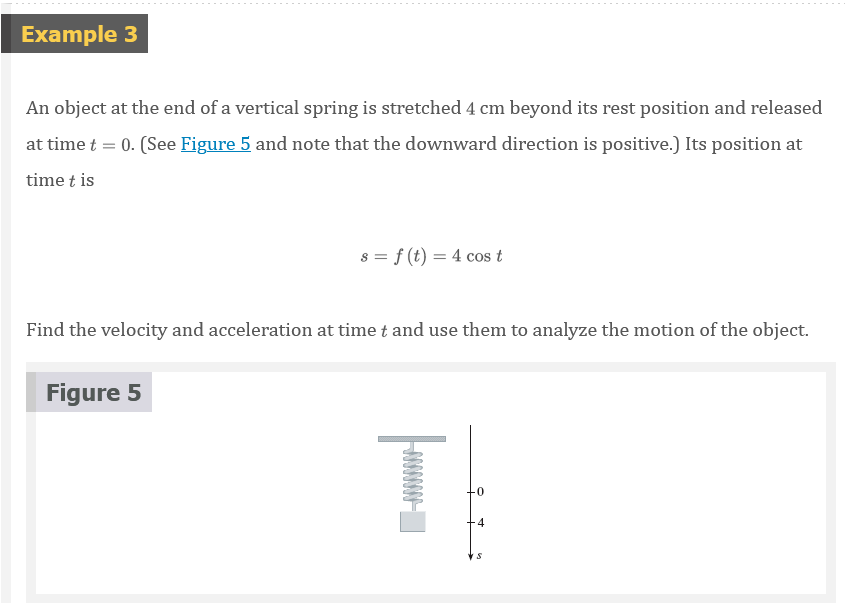 Example 3
An object at the end of a vertical spring is stretched 4 cm beyond its rest position and released
at time t = 0. (See Figure 5 and note that the downward direction is positive.) Its position at
time t is
s = f (t) = 4 cos t
Find the velocity and acceleration at time t and use them to analyze the motion of the object.
Figure 5
0
4
s